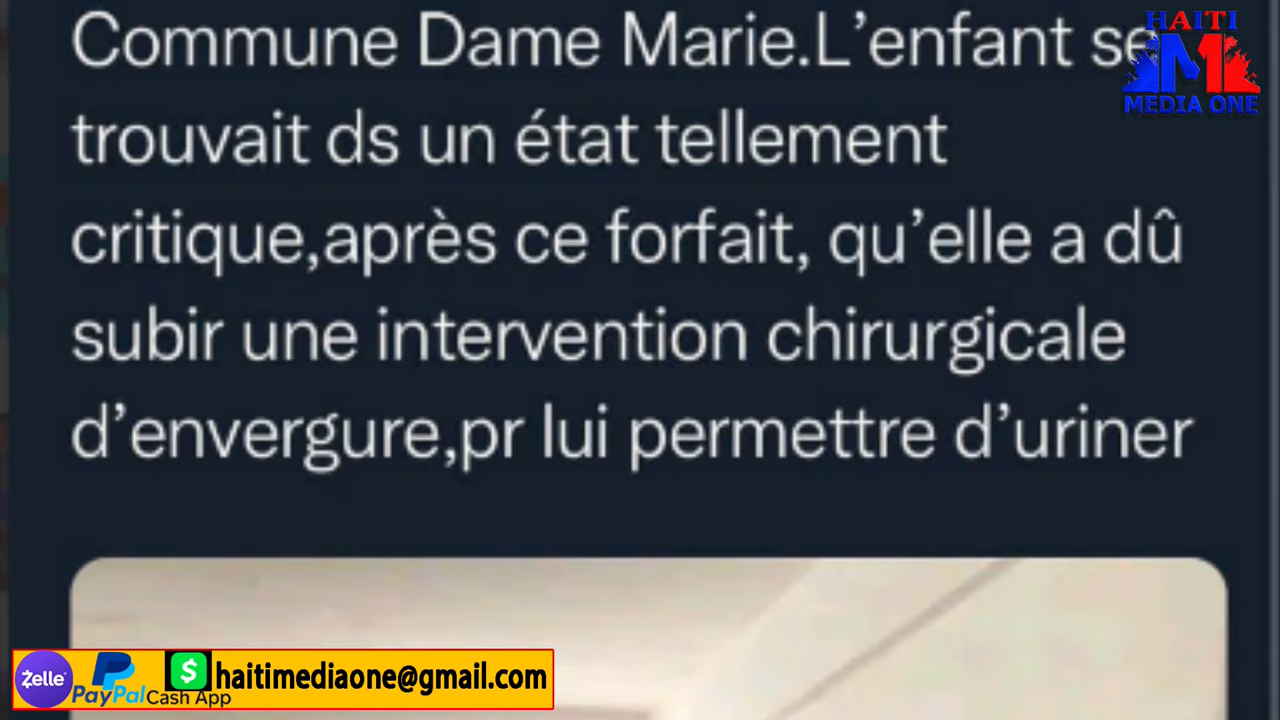 Commune Dame Marie.L’enfant se
trouvait ds un état tellement
critique,après ce forfait, qu’elle a dû
subir une intervention chirurgicale
d’envergure,pr lui permettre d’uriner
HAITI
M1
MEDIA ONE
Zelle
PayPal
$
Cash App
haitimediaone@gmail.com